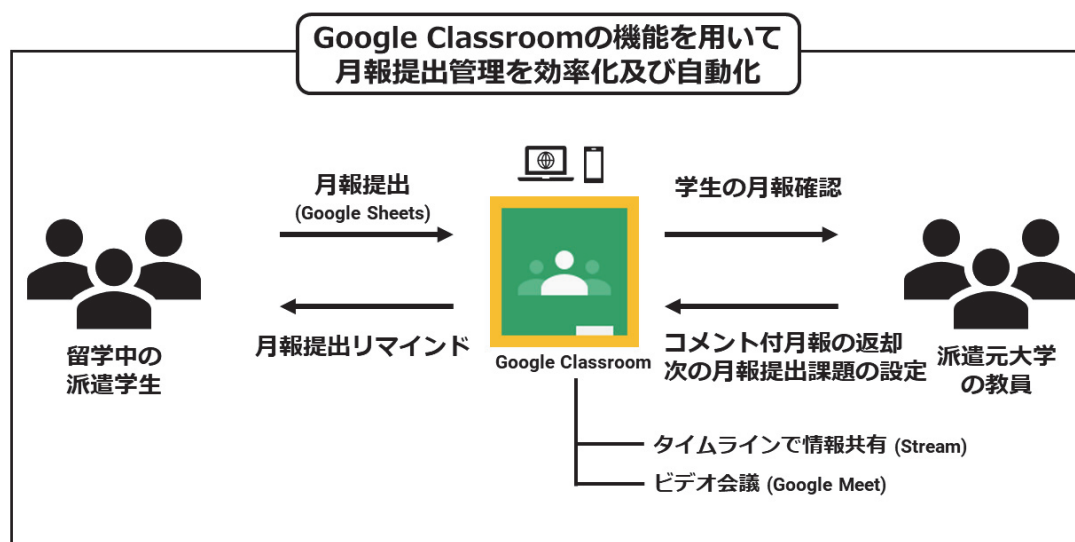 Google Classroomの機能を用いて
月報提出管理を効率化及び自動化
月報提出
(Google Sheets)
学生の月報確認
月報提出リマインド
コメント付月報の返却
次の月報提出課題の設定
Google Classroom
留学中の
派遣学生
派遣元大学
の教員
タイムラインで情報共有 (Stream)
ビデオ会議 (Google Meet)